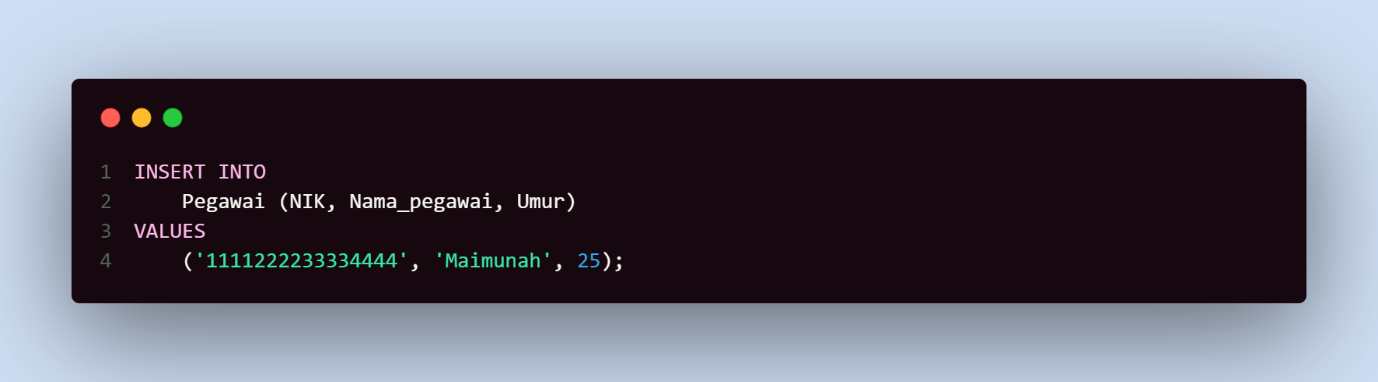 1 INSERT INTO
2     Pegawai (NIK, Nama_pegawai, Umur)
3 VALUES
4     ('1111222233334444', 'Maimunah', 25);